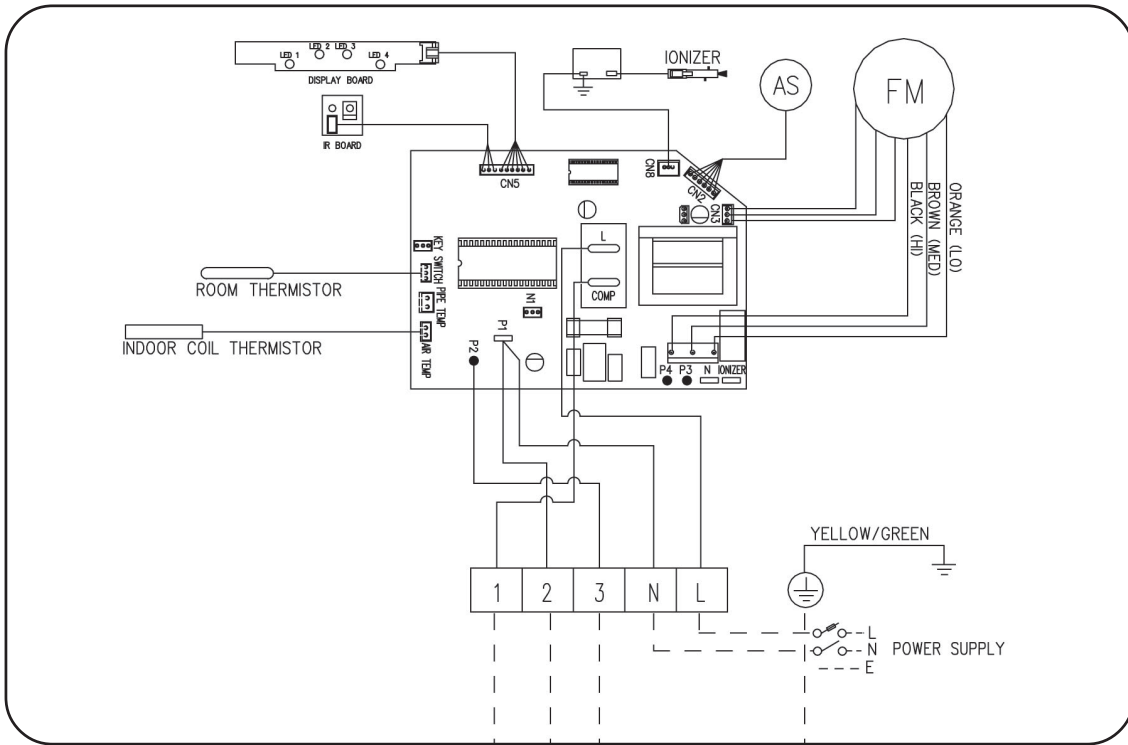 LED 1
LED 2
LED 3
LED 4
DISPLAY BOARD
IR BOARD
IONIZER
AS
FM
CN5
CN8
CN2
CN3
BLACK (HI)
BROWN (MED)
ORANGE (LO)
KEY SWITCH
PIPE TEMP
AIR TEMP
ROOM THERMISTOR
INDOOR COIL THERMISTOR
L
COMP
N1
P1
P2
P4 P3 N IONIZER
1 2 3 N L
YELLOW/GREEN
L
N POWER SUPPLY
E